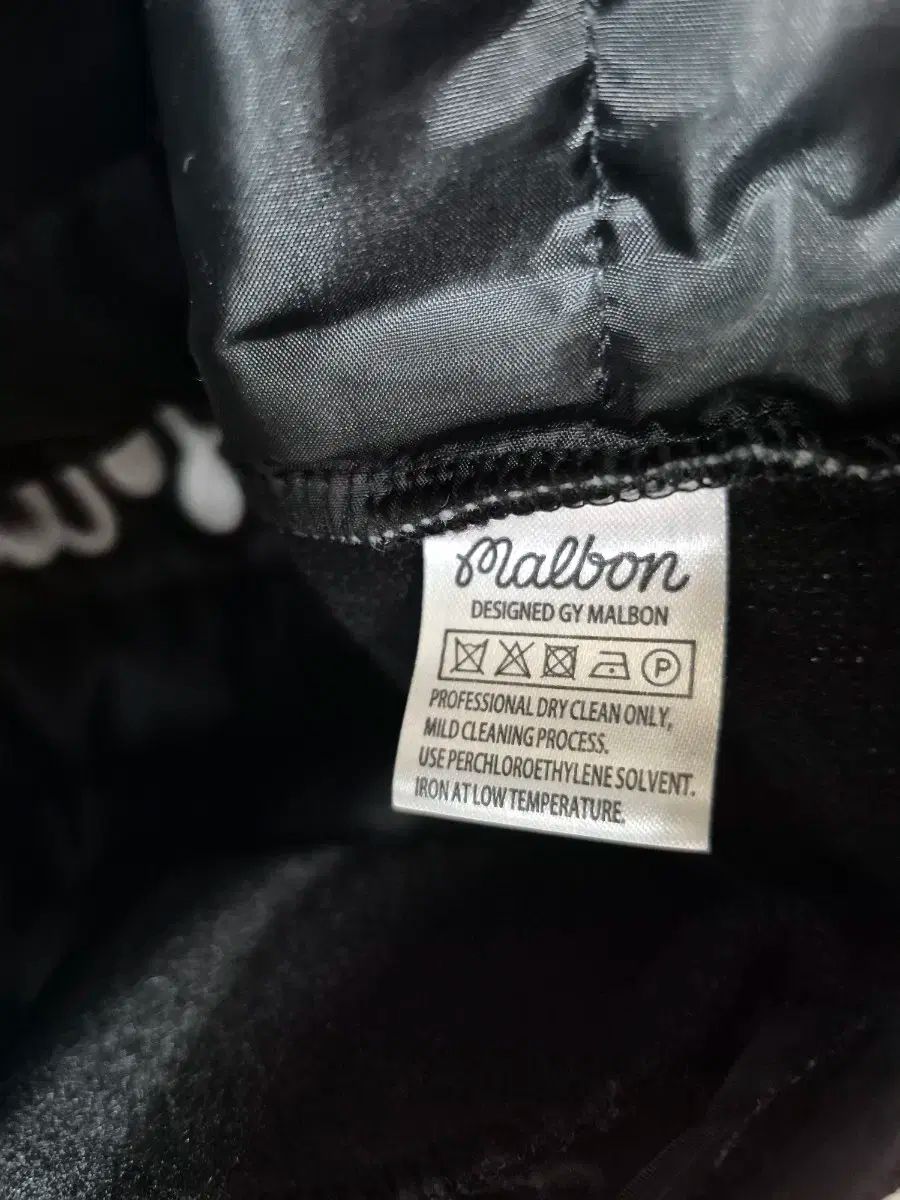 Malbon
DESIGNED GY MALBON
P
PROFESSIONAL DRY CLEAN ONLY,
MILD CLEANING PROCESS.
USE PERCHLOROETHYLENE SOLVENT.
IRON AT LOW TEMPERATURE.